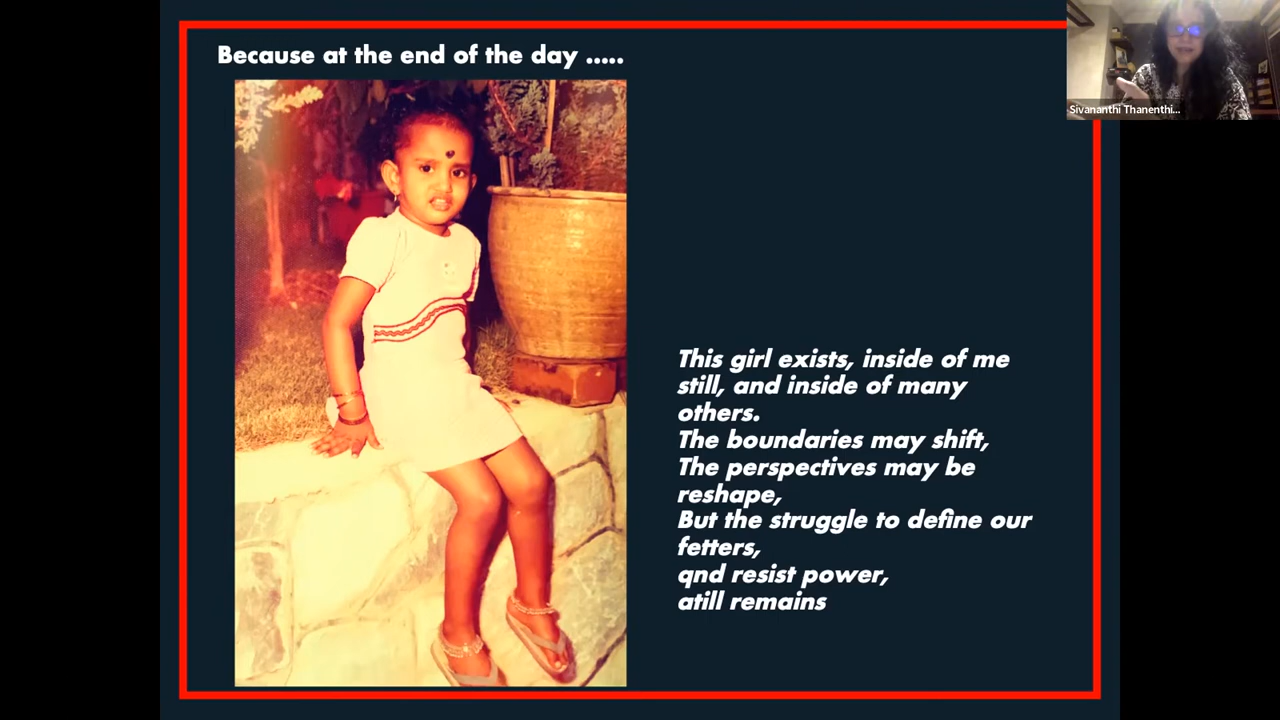 Because at the end of the day .....
Sivananthi Thanenthi...
This girl exists, inside of me
still, and inside of many
others.
The boundaries may shift,
The perspectives may be
reshape,
But the struggle to define our
fetters,
qnd resist power,
atill remains